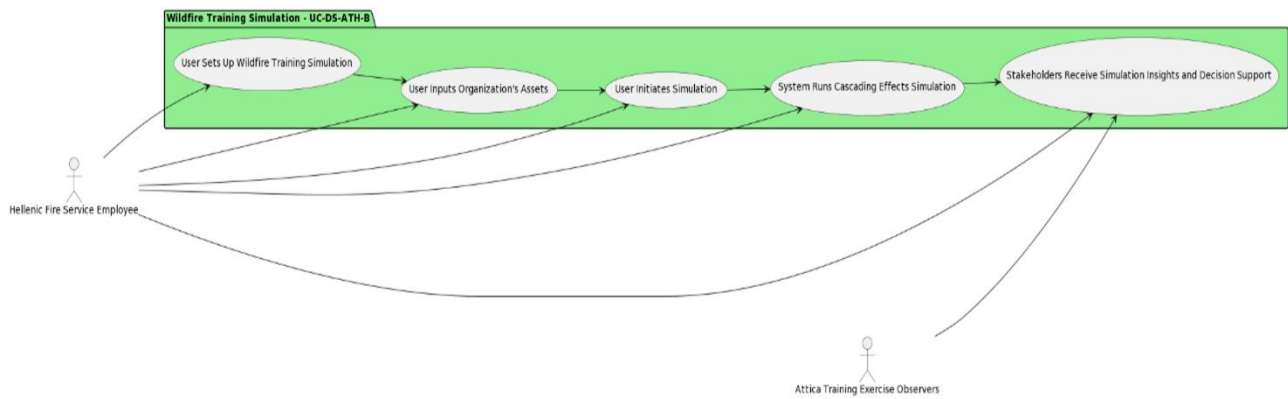 Wildfire Training Simulation - UC-DS-ATH-B
User Sets Up Wildfire Training Simulation
User Inputs Organization's Assets
User Initiates Simulation
System Runs Cascading Effects Simulation
Stakeholders Receive Simulation Insights and Decision Support
Hellenic Fire Service Employee
Attica Training Exercise Observers